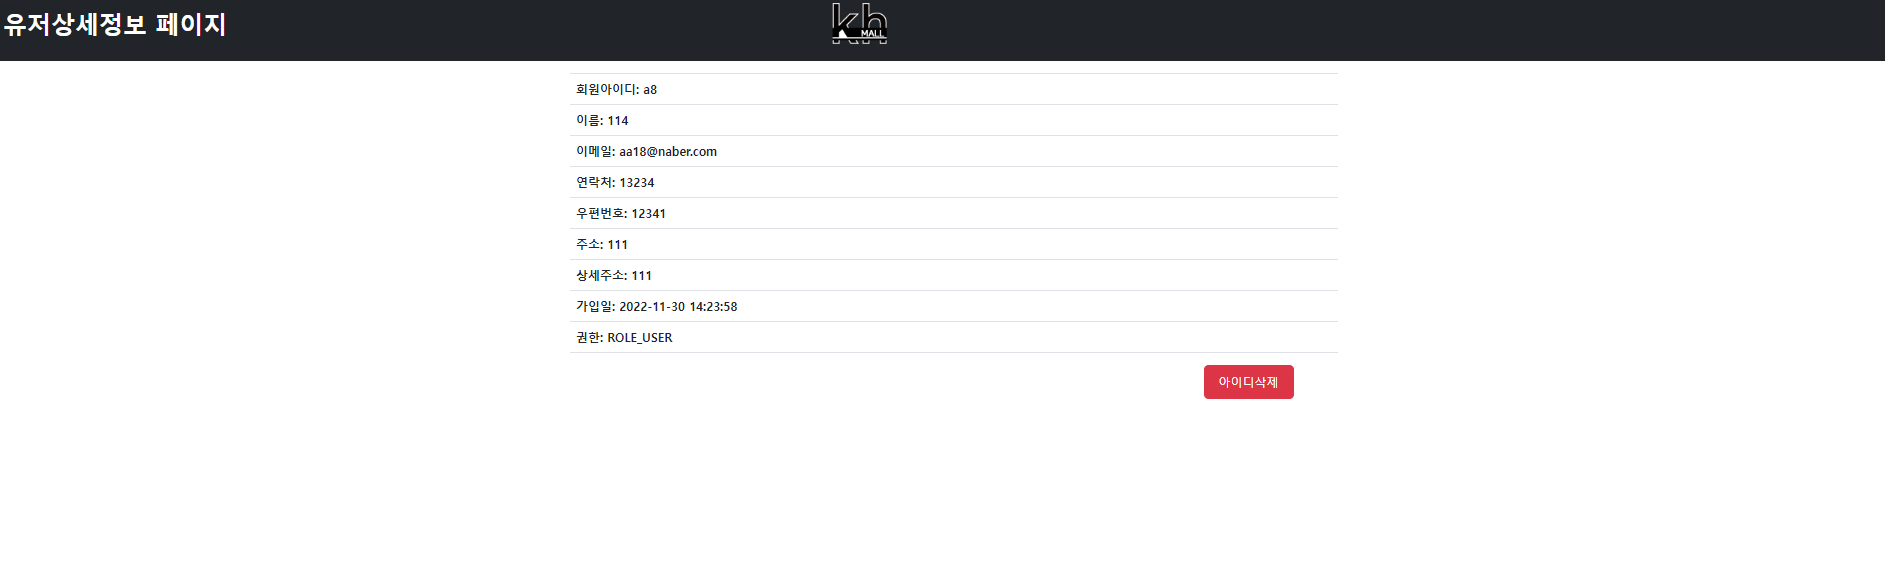 유저상세정보 페이지
kh
MALL
회원아이디: a8
이름: 114
이메일: aa18@naber.com
연락처: 13234
우편번호: 12341
주소: 111
상세주소: 111
가입일: 2022-11-30 14:23:58
권한: ROLE_USER
아이디삭제